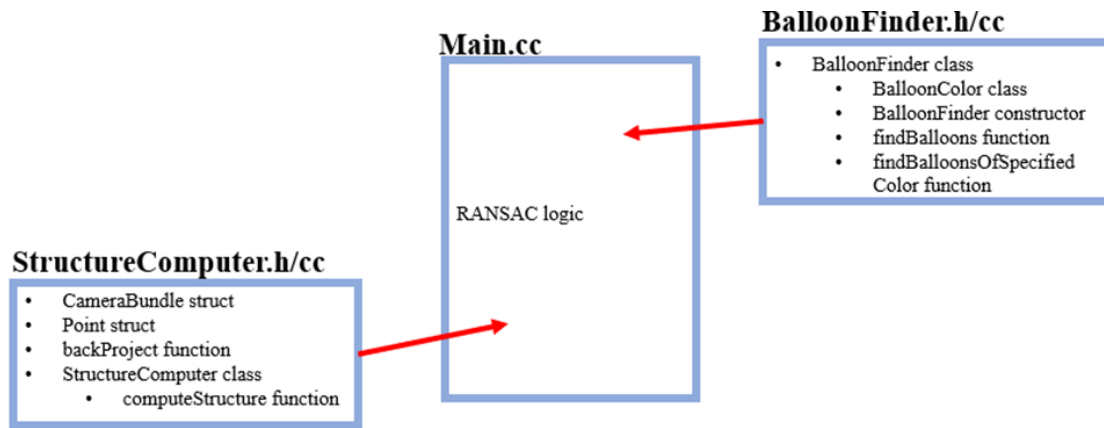 BalloonFinder.h/cc
• BalloonFinder class
• BalloonColor class
• BalloonFinder constructor
• findBalloons function
• findBalloonsOfSpecified
Color function
Main.cc
RANSAC logic
StructureComputer.h/cc
• CameraBundle struct
• Point struct
• backProject function
• StructureComputer class
• computeStructure function